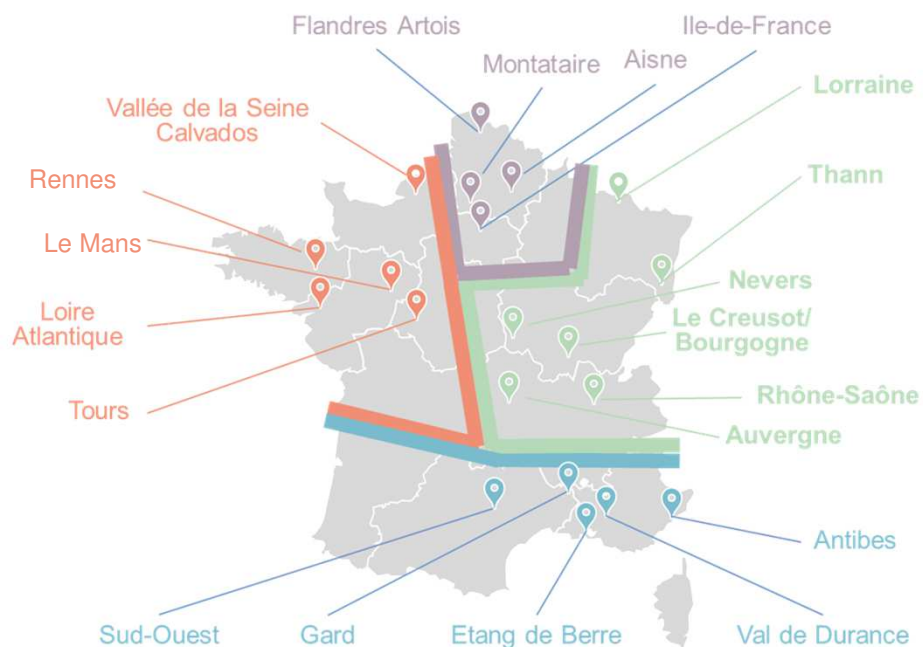 Flandres Artois
Ile-de-France
Montataire
Aisne
Lorraine
Vallée de la Seine
Calvados
Thann
Rennes
Le Mans
Nevers
Loire
Atlantique
Le Creusot/
Bourgogne
Tours
Rhône-Saône
Auvergne
Antibes
Sud-Ouest
Gard
Etang de Berre
Val de Durance